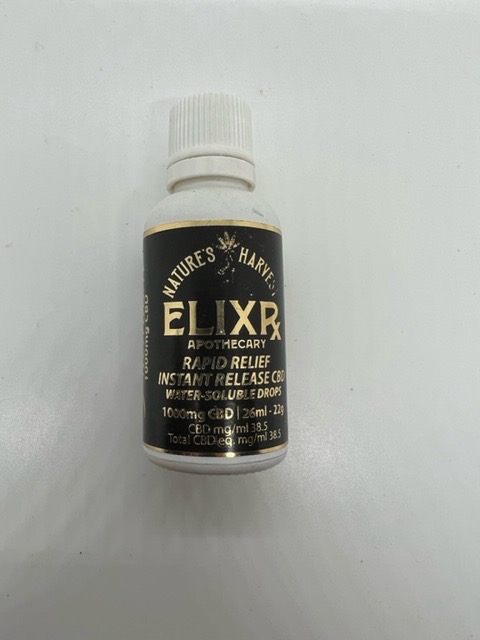 NATURE'S HARVEST
ELIXRx
APOTHECARY
RAPID RELIEF
INSTANT RELEASE CBD
WATER-SOLUBLE DROPS
1000mg CBD | 26ml - 22g
CBD mg/ml 38.5
Total CBD eq. mg/ml 38.5
1000mg CBD